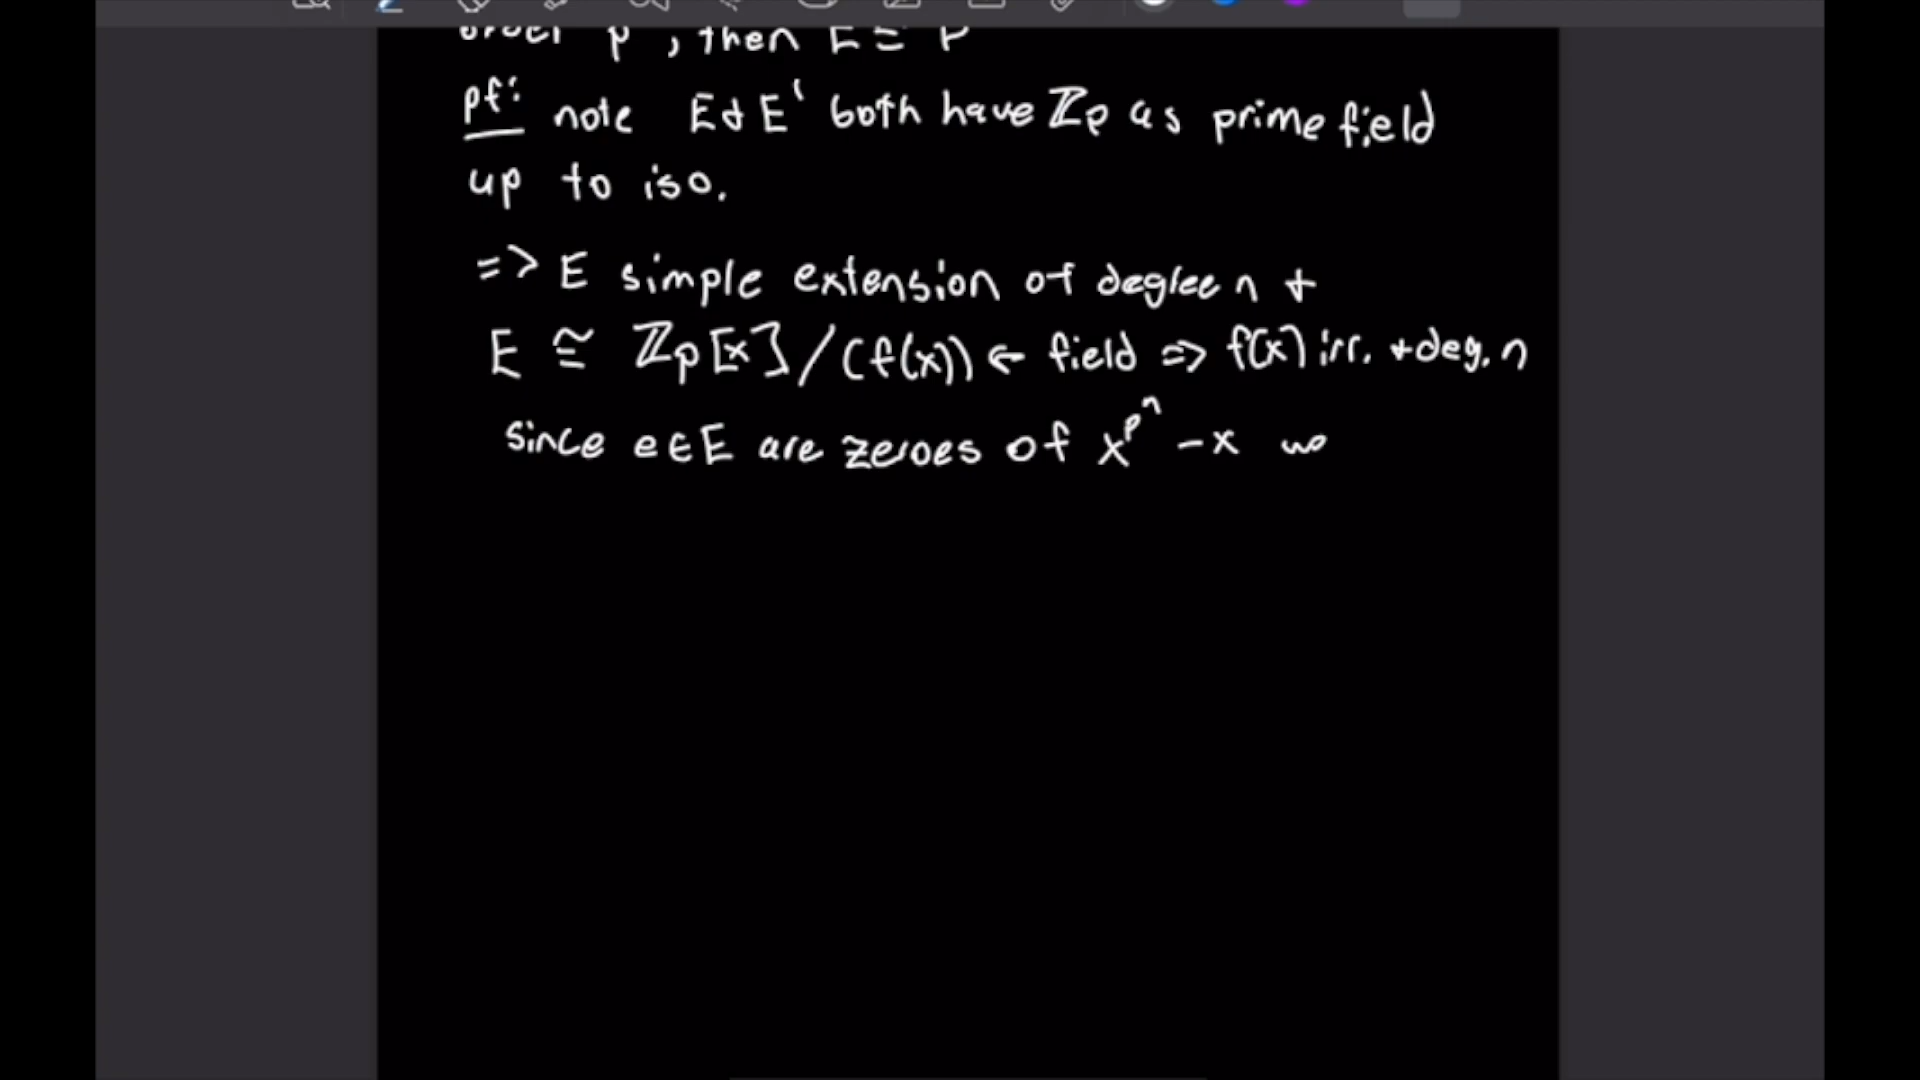 order p , then E ≅
pf: note E & E' both have ℤp as prime field
up to iso.
=> E simple extension of degree n +
E ≅ ℤp[x]/(f(x)) ← field => f(x) irr. + deg. n
since e∈E are zeroes of x^p^n - x